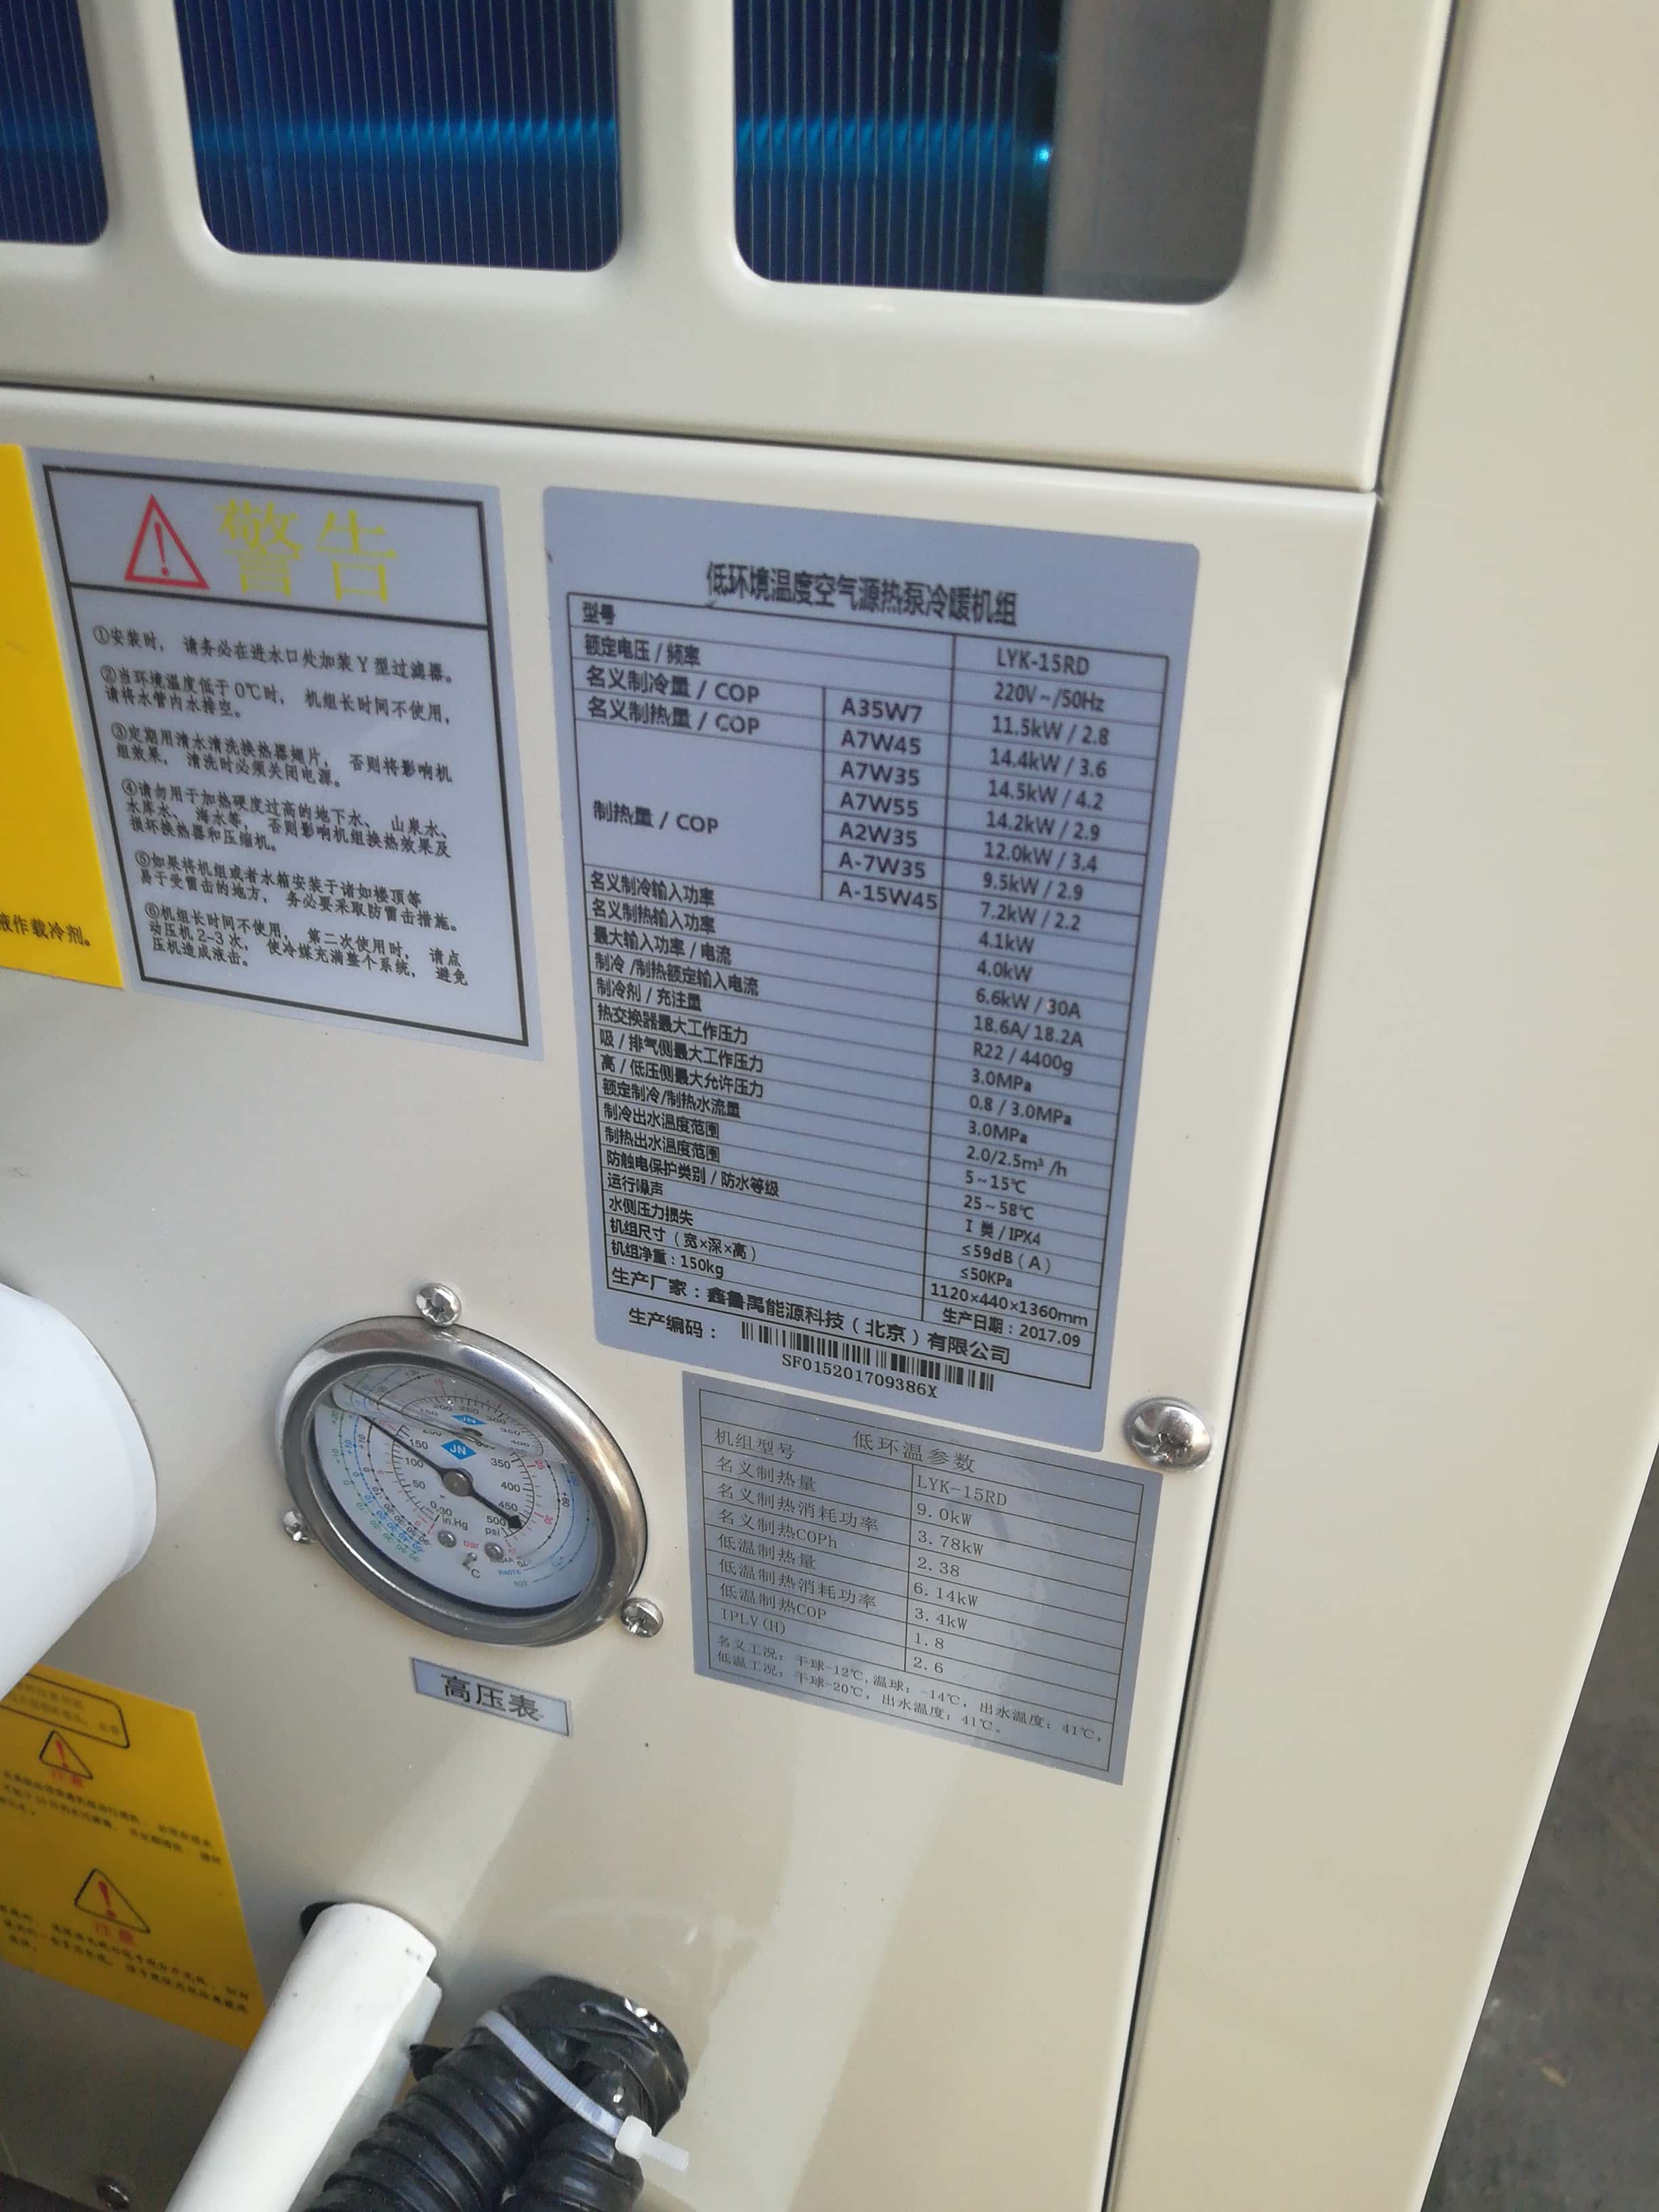 警告
①安装时， 请务必在进水口处加装Y型过滤器。
②当环境温度低于0℃时， 机组长时间不使用，
请将水管内水排空。
③定期用清水清洗换热器翅片， 否则将影响机
组效果， 清洗时必须关闭电源。
④请勿用于加热硬度过高的地下水、 山泉水、
水库水、 海水等， 否则影响机组换热效果及
损坏换热器和压缩机。
⑤如果将机组或者水箱安装于诸如楼顶等
易于受雷击的地方， 务必要采取防雷击措施。
⑥机组长时间不使用， 第二次使用时， 请点
动压机2-3次， 使冷媒充满整个系统， 避免
压机造成液击。
液作载冷剂。
低环境温度空气源热泵冷暖机组
型号 LYK-15RD
额定电压/频率 220V~/50Hz
名义制冷量/COP A35W7 11.5kW/2.8
名义制热量/COP A7W45 14.4kW/3.6
制热量/COP A7W35 14.5kW/4.2
A7W55 14.2kW/2.9
A2W35 12.0kW/3.4
A-7W35 9.5kW/2.9
A-15W45 7.2kW/2.2
名义制冷输入功率 4.1kW
名义制热输入功率 4.0kW
最大输入功率/电流 6.6kW/30A
制冷/制热额定输入电流 18.6A/18.2A
制冷剂/充注量 R22/4400g
热交换器最大工作压力 3.0MPa
吸/排气侧最大工作压力 0.8/3.0MPa
高/低压侧最大允许压力 3.0MPa
额定制冷/制热水流量 2.0/2.5m³/h
制冷出水温度范围 5~15℃
制热出水温度范围 25~58℃
防触电保护类别/防水等级 I类/IPX4
运行噪声 ≤59dB(A)
水侧压力损失 ≤50KPa
机组尺寸(宽×深×高) 1120×440×1360mm
机组净重：150kg 生产日期：2017.09
生产厂家：鑫鲁禹能源科技(北京)有限公司
生产编码：
SF015201709386X
低环温参数
机组型号 LYK-15RD
名义制热量 9.0kW
名义制热消耗功率 3.78kW
名义制热COPh 2.38
低温制热量 6.14kW
低温制热消耗功率 3.4kW
低温制热COP 1.8
IPLV(H) 2.6
名义工况：干球-12℃,温球：-14℃，出水温度：41℃，
低温工况：干球-20℃，出水温度：41℃。
JN
50 100 150 350 400 450 500
0 30
in.Hg psi
bar
℃
高压表
注意
注意